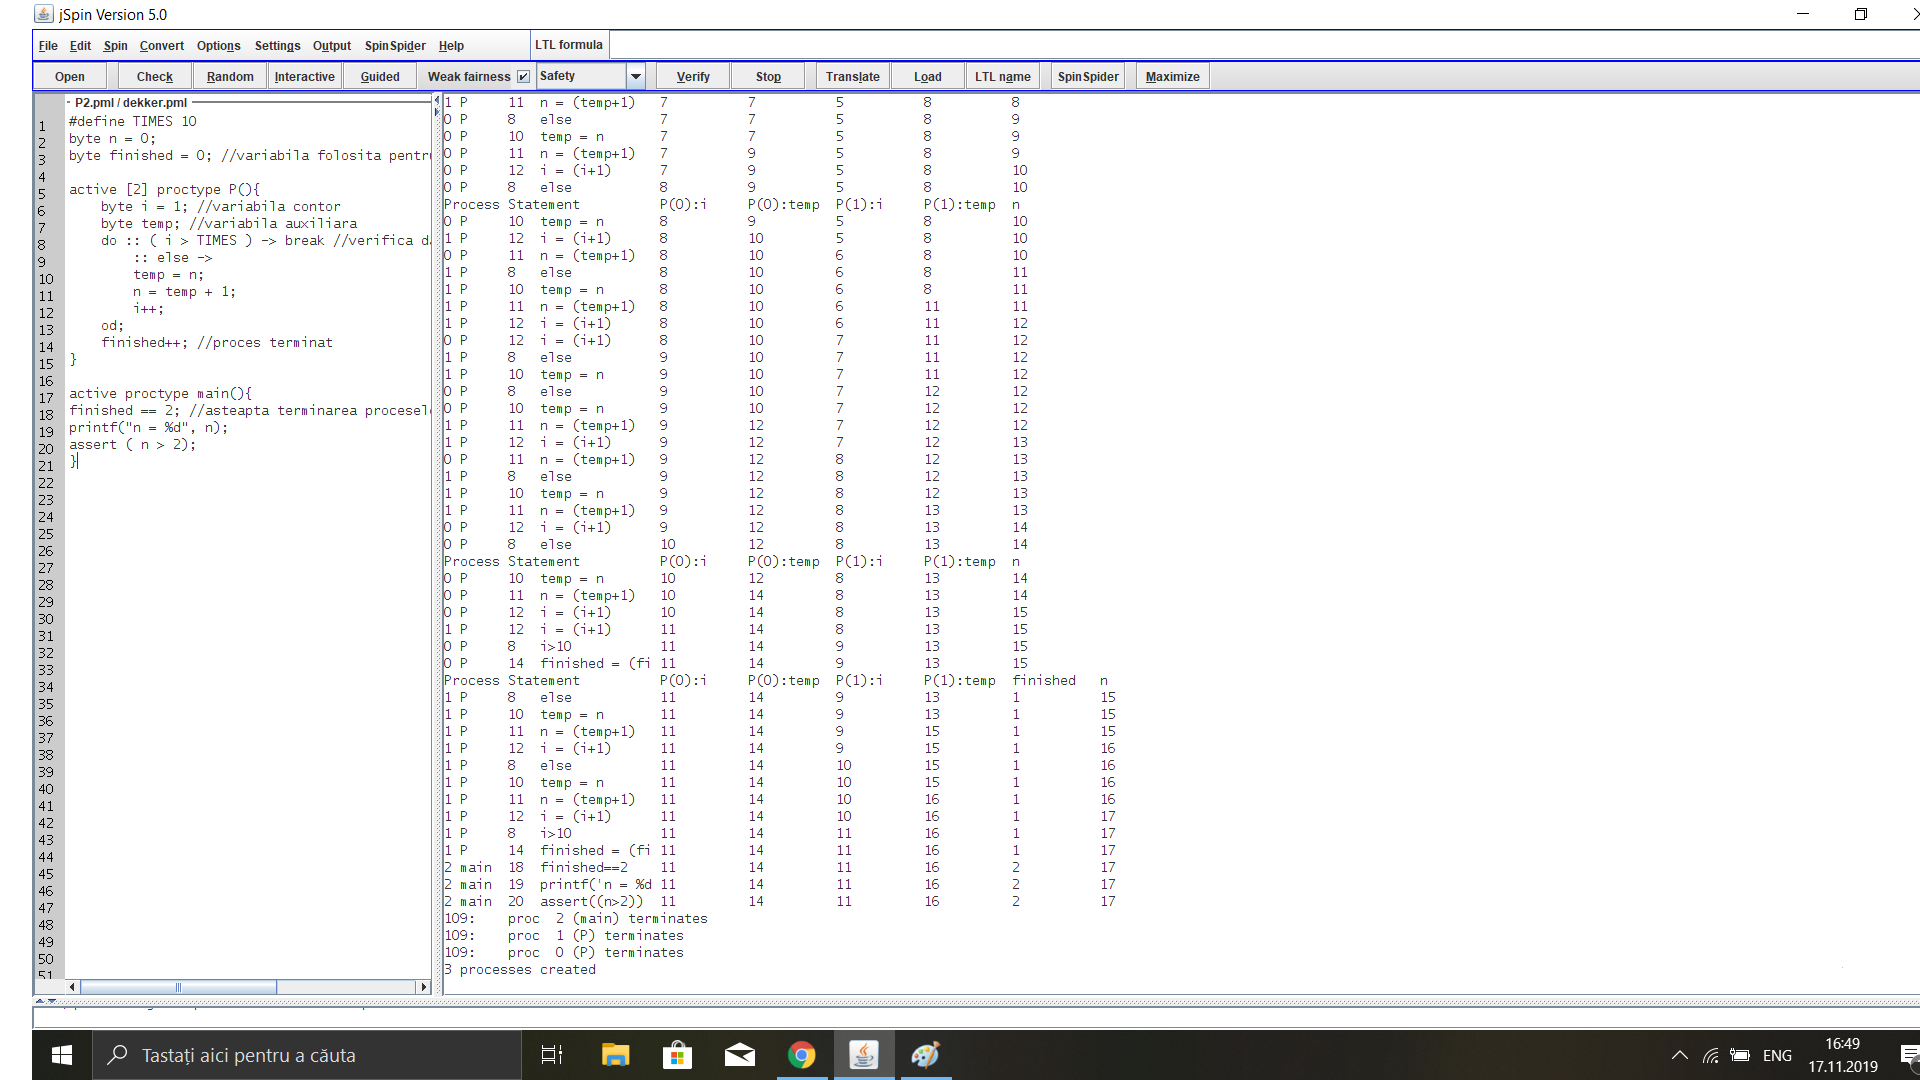 jSpin Version 5.0
File Edit Spin Convert Options Settings Output SpinSpider Help LTL formula
Open Check Random Interactive Guided Weak fairness Safety Verify Stop Translate Load LTL name SpinSpider Maximize
P2.pml / dekker.pml
1 #define TIMES 10
2 byte n = 0;
3 byte finished = 0; //variabila folosita pentru
4
5 active [2] proctype P(){
6 byte i = 1; //variabila contor
7 byte temp; //variabila auxiliara
8 do :: ( i > TIMES ) -> break //verifica da
9 :: else ->
10 temp = n;
11 n = temp + 1;
12 i++;
13 od;
14 finished++; //proces terminat
15 }
16
17 active proctype main(){
18 finished == 2; //asteapta terminarea procesel
19 printf("n = %d", n);
20 assert ( n > 2);
21 }
22
23
24
25
26
27
28
29
30
31
32
33
34
35
36
37
38
39
40
41
42
43
44
45
46
47
48
49
50
51
1 P 11 n = (temp+1) 7 7 5 8 8
0 P 8 else 7 7 5 8 9
0 P 10 temp = n 7 7 5 8 9
0 P 11 n = (temp+1) 7 9 5 8 9
0 P 12 i = (i+1) 7 9 5 8 10
0 P 8 else 8 9 5 8 10
Process Statement P(0):i P(0):temp P(1):i P(1):temp n
0 P 10 temp = n 8 9 5 8 10
1 P 12 i = (i+1) 8 10 5 8 10
0 P 11 n = (temp+1) 8 10 6 8 10
1 P 8 else 8 10 6 8 11
1 P 10 temp = n 8 10 6 8 11
1 P 11 n = (temp+1) 8 10 6 11 11
1 P 12 i = (i+1) 8 10 6 11 12
0 P 12 i = (i+1) 8 10 7 11 12
1 P 8 else 9 10 7 11 12
1 P 10 temp = n 9 10 7 11 12
0 P 8 else 9 10 7 12 12
0 P 10 temp = n 9 10 7 12 12
1 P 11 n = (temp+1) 9 12 7 12 12
1 P 12 i = (i+1) 9 12 7 12 13
0 P 11 n = (temp+1) 9 12 8 12 13
1 P 8 else 9 12 8 12 13
1 P 10 temp = n 9 12 8 12 13
1 P 11 n = (temp+1) 9 12 8 13 13
0 P 12 i = (i+1) 9 12 8 13 14
0 P 8 else 10 12 8 13 14
Process Statement P(0):i P(0):temp P(1):i P(1):temp n
0 P 10 temp = n 10 12 8 13 14
0 P 11 n = (temp+1) 10 14 8 13 14
0 P 12 i = (i+1) 10 14 8 13 15
1 P 12 i = (i+1) 11 14 8 13 15
0 P 8 i>10 11 14 9 13 15
0 P 14 finished = (fi 11 14 9 13 15
Process Statement P(0):i P(0):temp P(1):i P(1):temp finished n
1 P 8 else 11 14 9 13 1 15
1 P 10 temp = n 11 14 9 13 1 15
1 P 11 n = (temp+1) 11 14 9 15 1 15
1 P 12 i = (i+1) 11 14 9 15 1 16
1 P 8 else 11 14 10 15 1 16
1 P 10 temp = n 11 14 10 15 1 16
1 P 11 n = (temp+1) 11 14 10 16 1 16
1 P 12 i = (i+1) 11 14 10 16 1 17
1 P 8 i>10 11 14 11 16 1 17
1 P 14 finished = (fi 11 14 11 16 1 17
2 main 18 finished==2 11 14 11 16 2 17
2 main 19 printf('n = %d 11 14 11 16 2 17
2 main 20 assert((n>2)) 11 14 11 16 2 17
109: proc 2 (main) terminates
109: proc 1 (P) terminates
109: proc 0 (P) terminates
3 processes created
Tastați aici pentru a căuta
ENG
16:49
17.11.2019